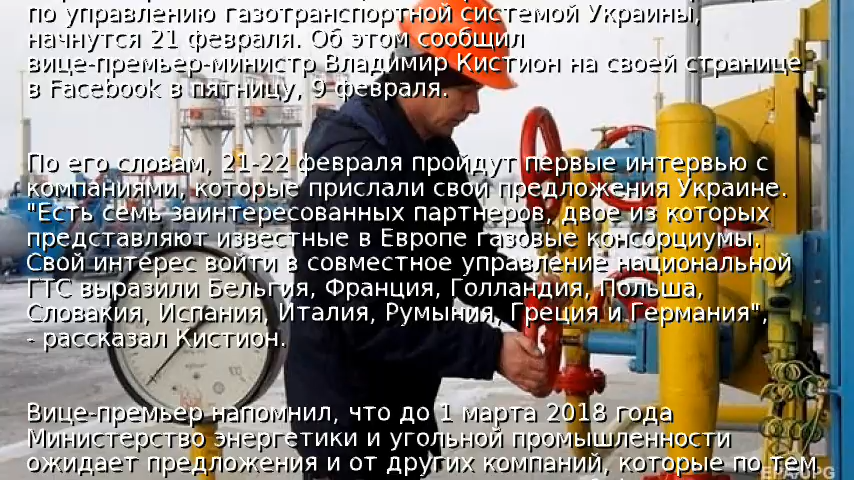 по управлению газотранспортной системой Украины,
начнутся 21 февраля. Об этом сообщил
вице-премьер-министр Владимир Кистион на своей странице
в Facebook в пятницу, 9 февраля.
По его словам, 21-22 февраля пройдут первые интервью с
компаниями, которые прислали свои предложения Украине.
"Есть семь заинтересованных партнеров, двое из которых
представляют известные в Европе газовые консорциумы.
Свой интерес войти в совместное управление национальной
ГТС выразили Бельгия, Франция, Голландия, Польша,
Словакия, Испания, Италия, Румыния, Греция и Германия",
- рассказал Кистион.
Вице-премьер напомнил, что до 1 марта 2018 года
Министерство энергетики и угольной промышленности
ожидает предложения и от других компаний, которые по тем
EPA/UPG